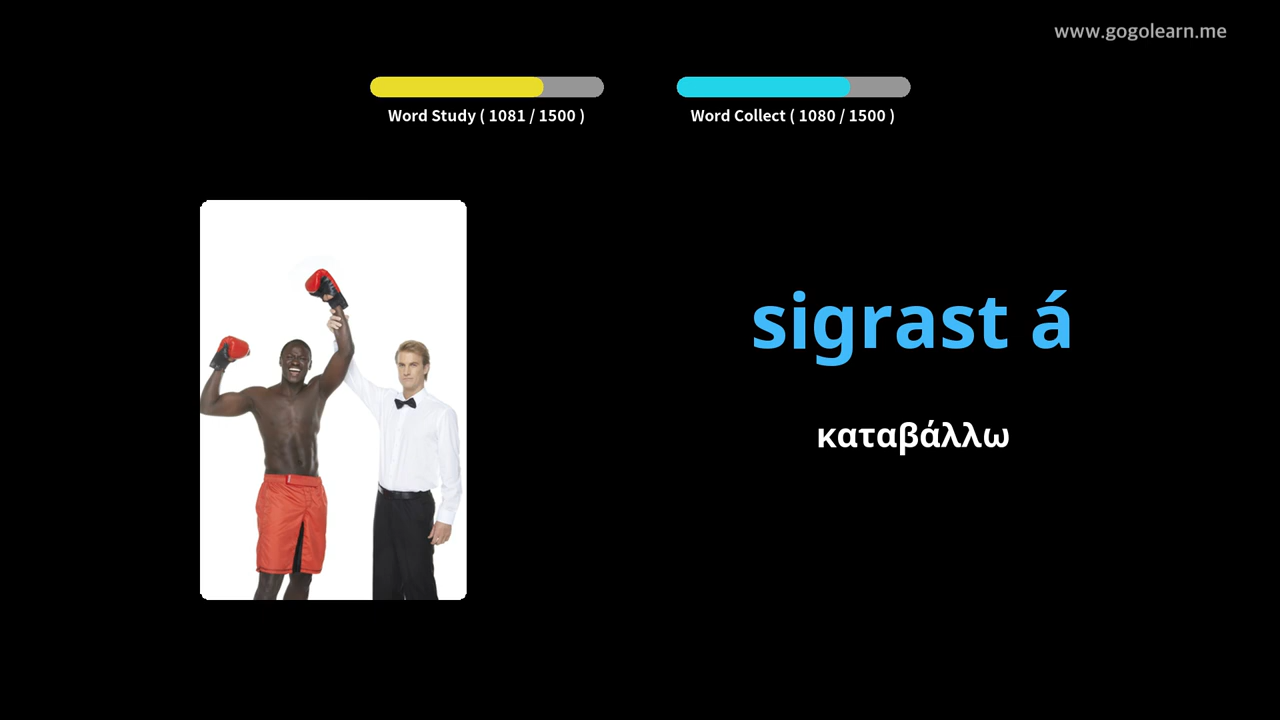 www.gogolearn.me
Word Study ( 1081 / 1500 )
Word Collect ( 1080 / 1500 )
sigrast á
καταβάλλω